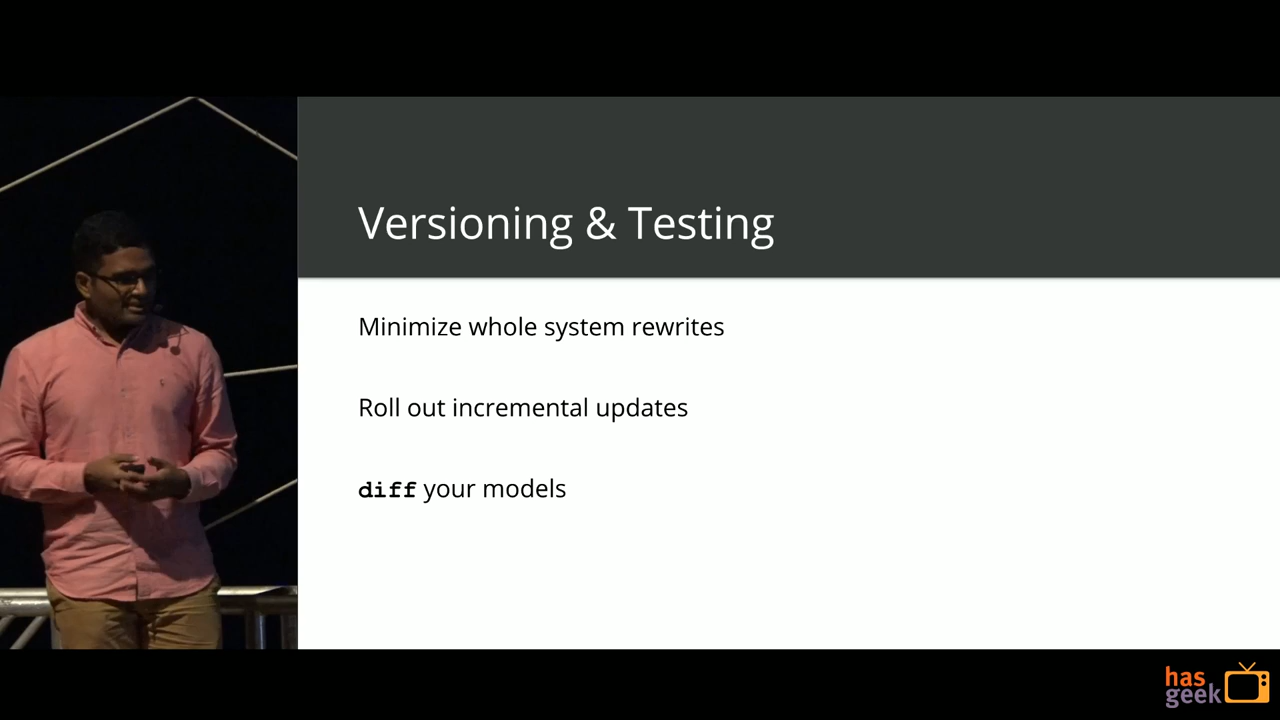 Versioning & Testing
Minimize whole system rewrites
Roll out incremental updates
diff your models
has
geek